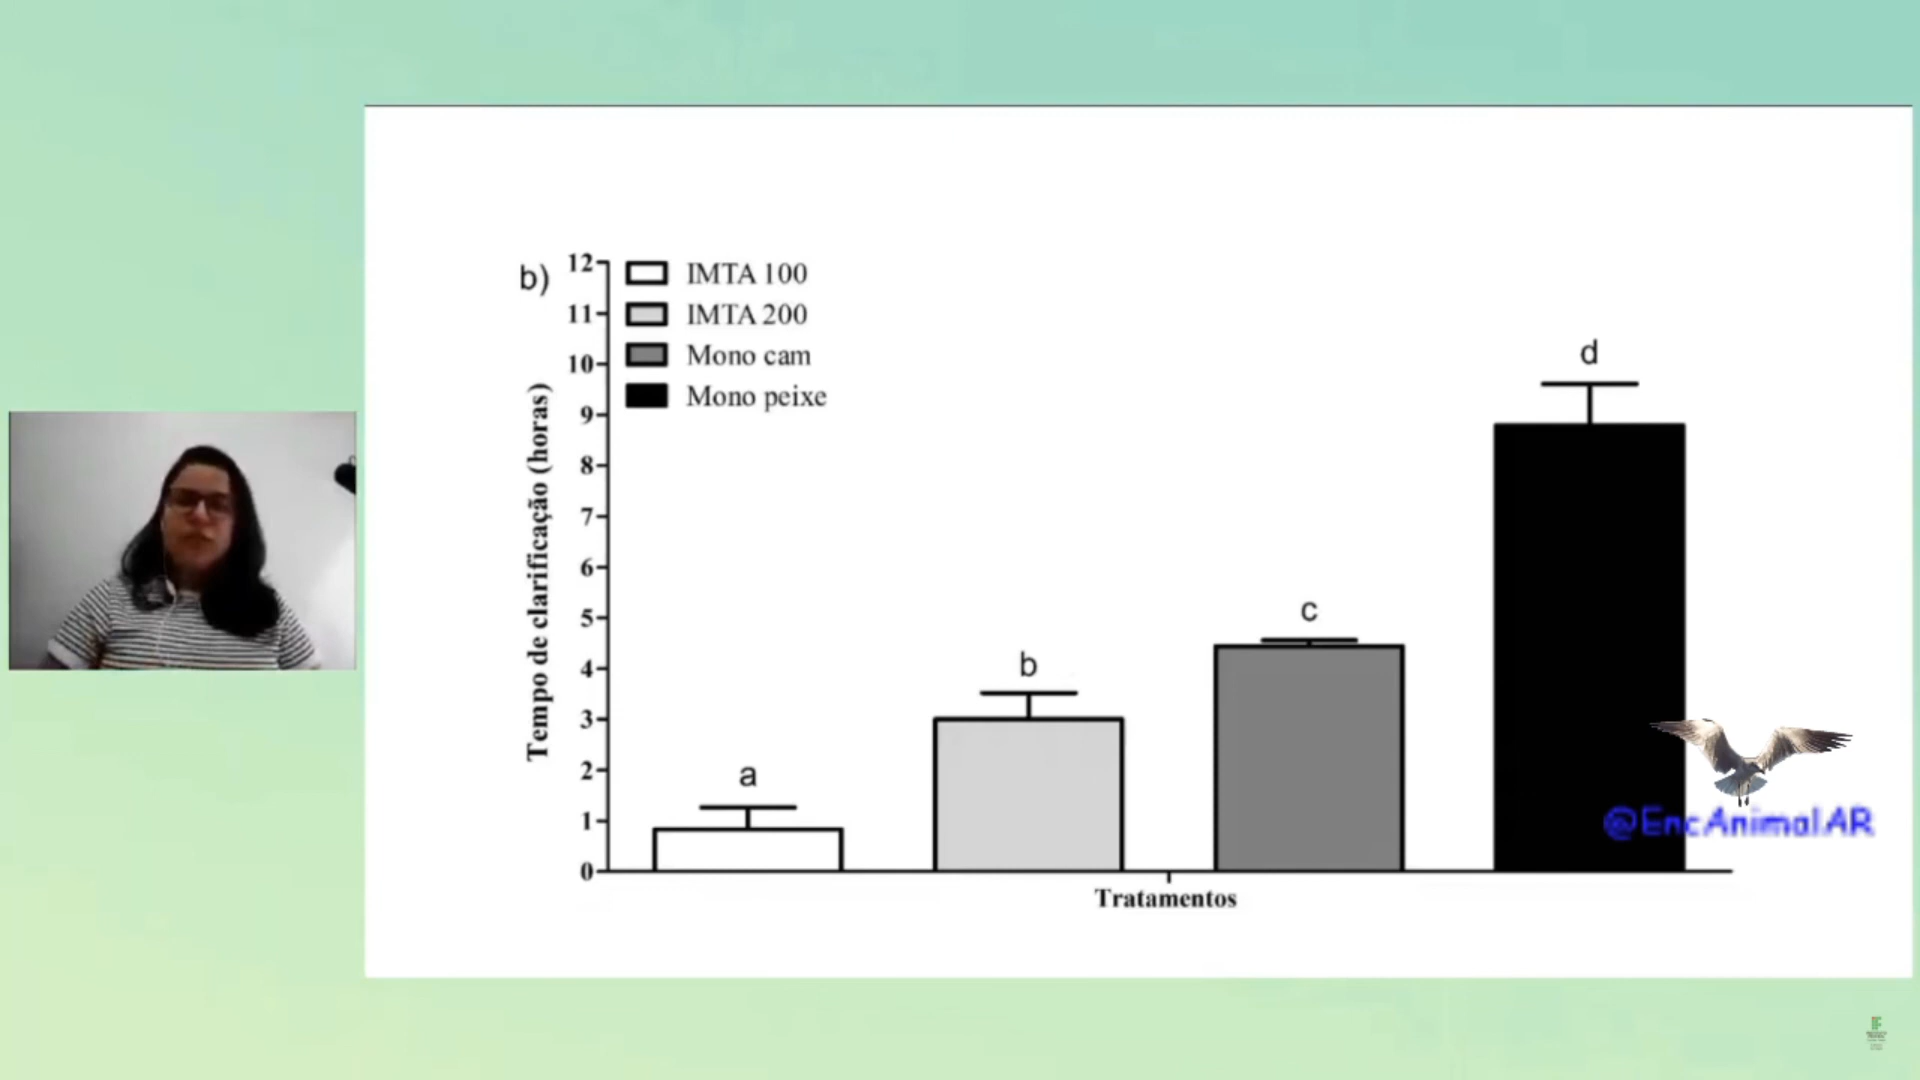 b)
12
11
10
9
8
7
6
5
4
3
2
1
0
Tempo de clarificação (horas)
IMTA 100
IMTA 200
Mono cam
Mono peixe
a
b
c
d
Tratamentos
@EncAnimalAR